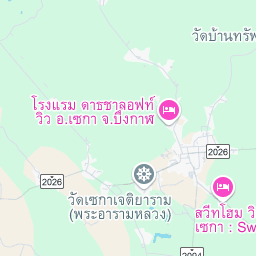 วัดบ้านทรัพ
โรงแรม ดาธชาลอฟท์
วิว อ.เซกา จ.บึงกาฬ
2026
2026
วัดเซกาเจติยาราม
(พระอารามหลวง)
สวีทโฮม วิ
เซกา : Sw